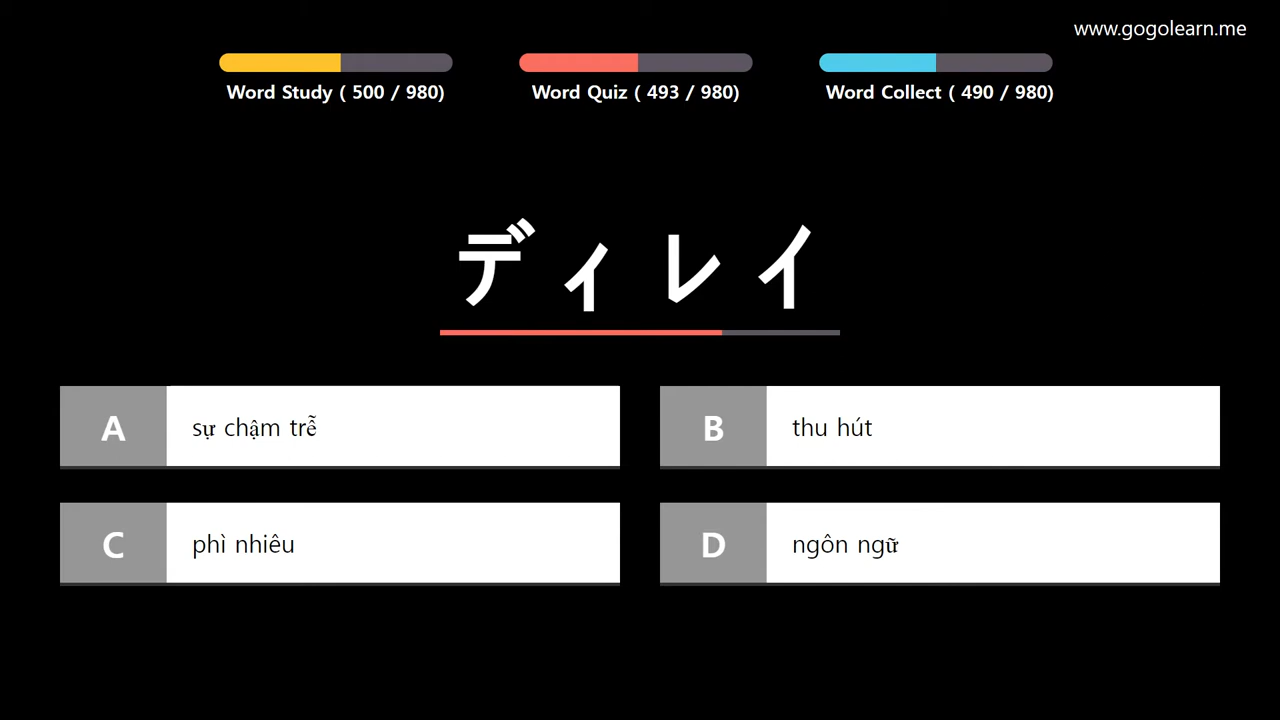 www.gogolearn.me
Word Study ( 500 / 980)
Word Quiz ( 493 / 980)
Word Collect ( 490 / 980)
ディレイ
A
sự chậm trễ
B
thu hút
C
phì nhiêu
D
ngôn ngữ